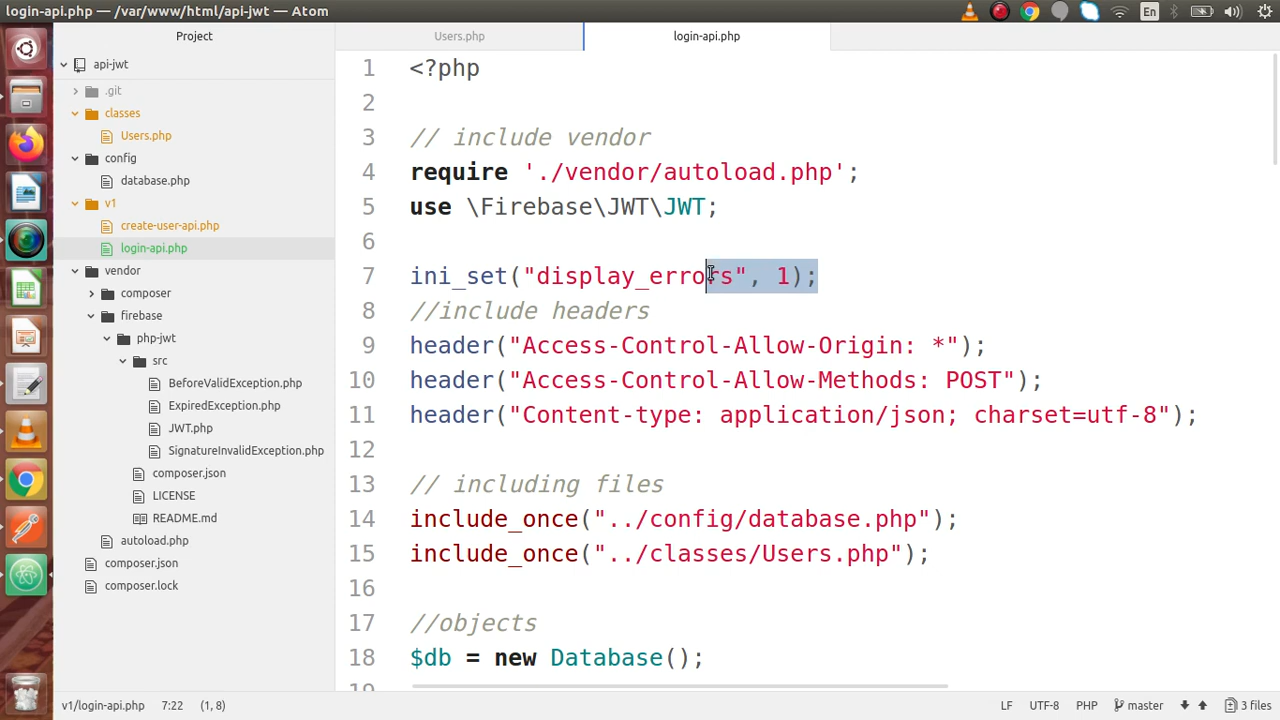 login-api.php — /var/www/html/api-jwt — Atom
En
Project
Users.php
login-api.php
api-jwt
.git
classes
Users.php
config
database.php
v1
create-user-api.php
login-api.php
vendor
composer
firebase
php-jwt
src
BeforeValidException.php
ExpiredException.php
JWT.php
SignatureInvalidException.php
composer.json
LICENSE
README.md
autoload.php
composer.json
composer.lock
1 <?php
2
3 // include vendor
4 require './vendor/autoload.php';
5 use \Firebase\JWT\JWT;
6
7 ini_set("display_errors", 1);
8 //include headers
9 header("Access-Control-Allow-Origin: *");
10 header("Access-Control-Allow-Methods: POST");
11 header("Content-type: application/json; charset=utf-8");
12
13 // including files
14 include_once("../config/database.php");
15 include_once("../classes/Users.php");
16
17 //objects
18 $db = new Database();
19
v1/login-api.php 7:22 (1, 8) LF UTF-8 PHP master 3 files